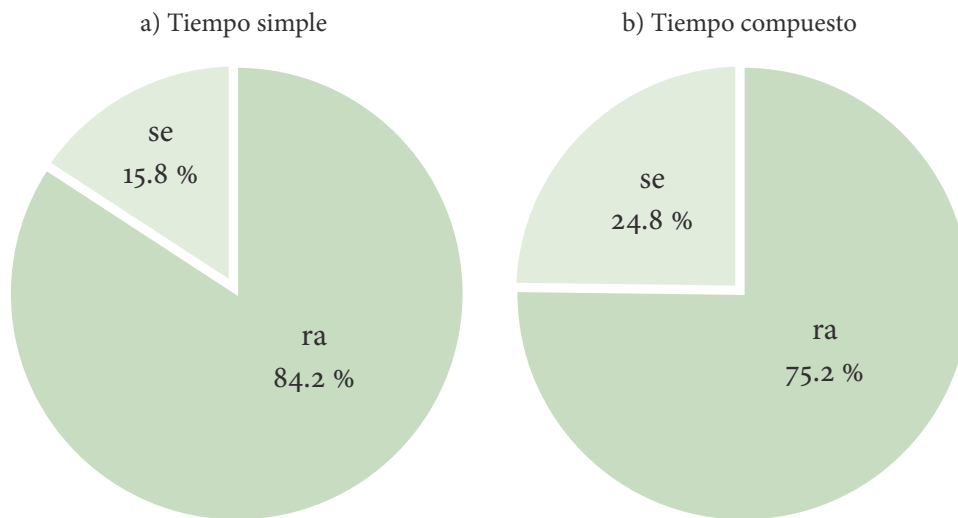 a) Tiempo simple
se
15.8 %
ra
84.2 %
b) Tiempo compuesto
se
24.8 %
ra
75.2 %